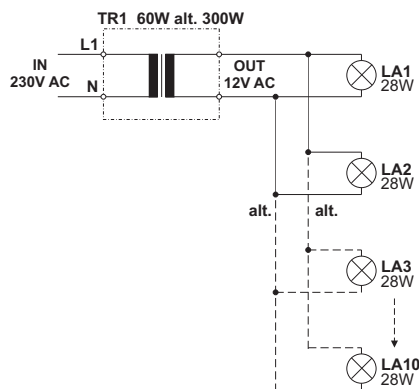 TR1 60W alt. 300W
L1
IN
230V AC
N
OUT
12V AC
LA1
28W
LA2
28W
alt.
alt.
LA3
28W
LA10
28W